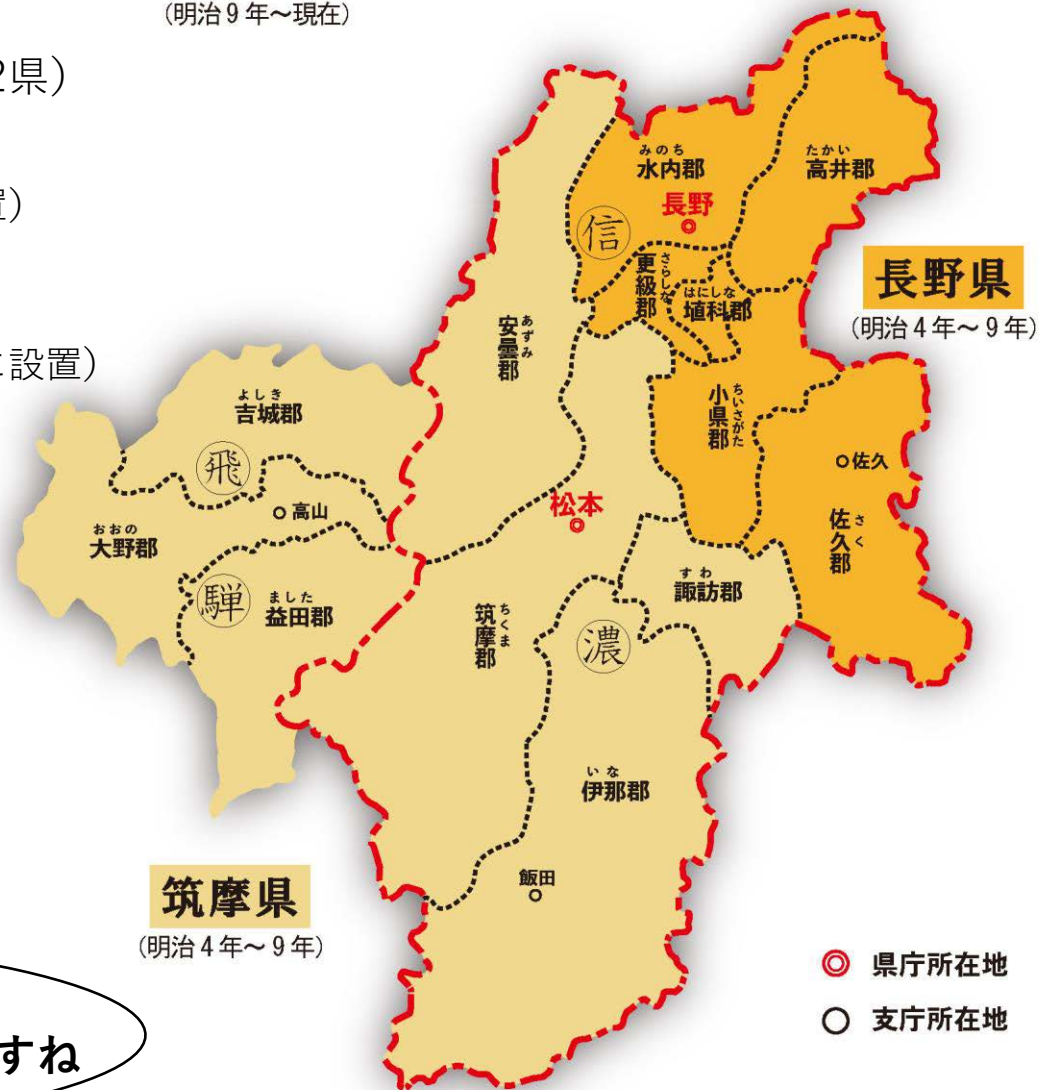 (明治9年～現在)
2県)
置)
設置)
みのち
水内郡
たかい
高井郡
長野
信
さらしな
更級郡
はにしな
埴科郡
長野県
(明治4年～9年)
あずみ
安曇郡
ちいさがた
小県郡
よしき
吉城郡
飛
高山
おおの
大野郡
騨
ました
益田郡
松本
佐久
さく
佐久郡
すわ
諏訪郡
ちくま
筑摩郡
濃
いな
伊那郡
飯田
筑摩県
(明治4年～9年)
県庁所在地
支庁所在地
すね